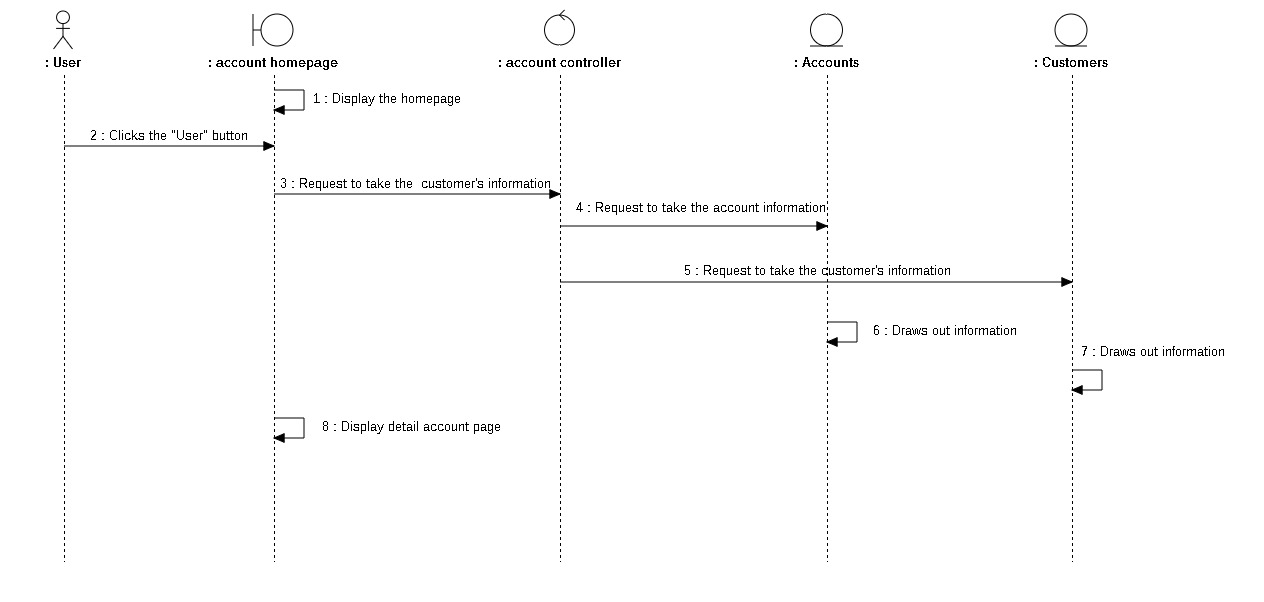 : User
: account homepage
: account controller
: Accounts
: Customers
1 : Display the homepage
2 : Clicks the "User" button
3 : Request to take the  customer's information
4 : Request to take the account information
5 : Request to take the customer's information
6 : Draws out information
7 : Draws out information
8 : Display detail account page